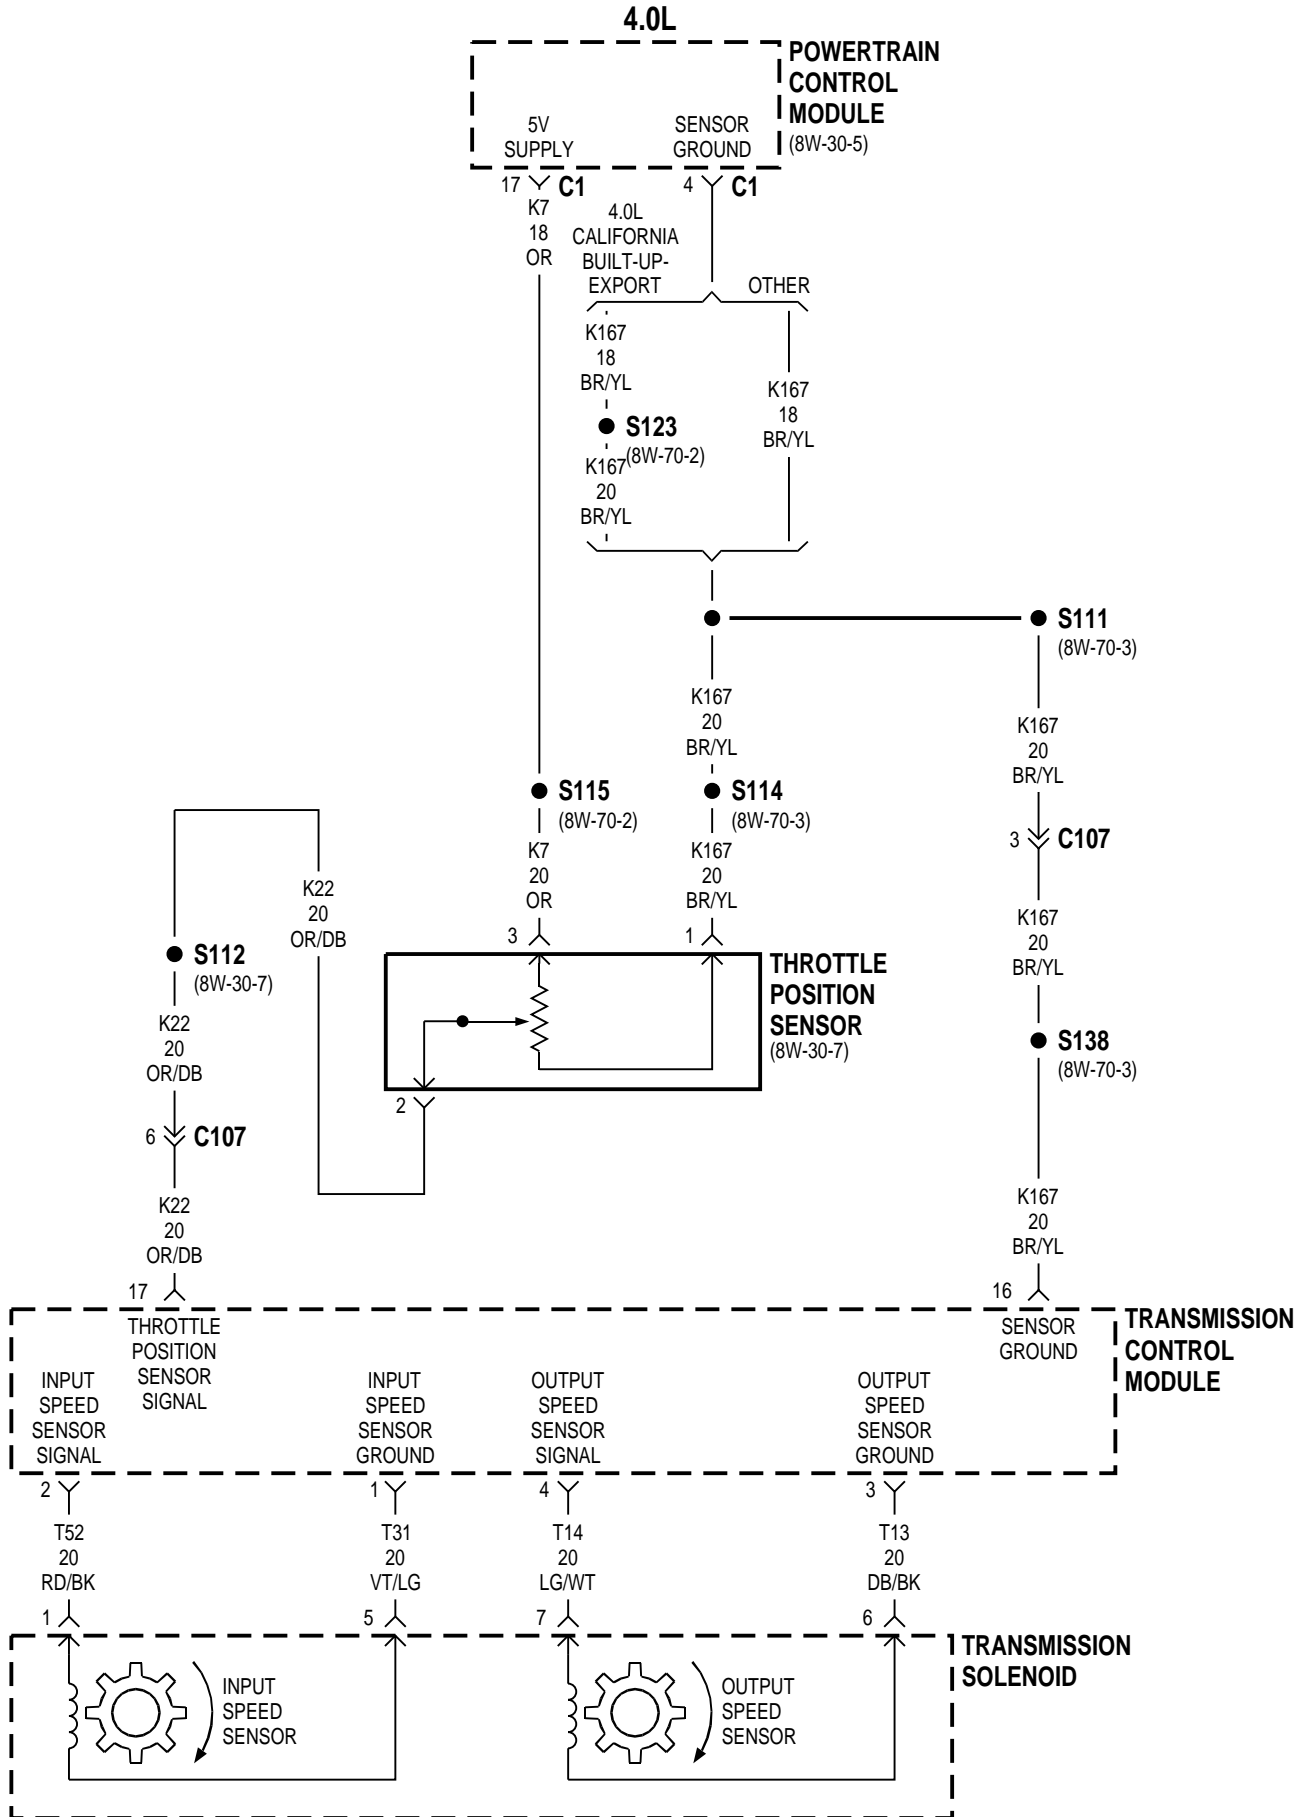 4.0L
POWERTRAIN
CONTROL
MODULE
(8W-30-5)
5V
SUPPLY
SENSOR
GROUND
17
C1
4
C1
K7
18
OR
4.0L
CALIFORNIA
BUILT-UP-
EXPORT
OTHER
K167
18
BR/YL
K167
18
BR/YL
S123
(8W-70-2)
K167
20
BR/YL
S111
(8W-70-3)
K167
20
BR/YL
K167
20
BR/YL
S115
(8W-70-2)
S114
(8W-70-3)
3
C107
K7
20
OR
K167
20
BR/YL
K22
20
OR/DB
K167
20
BR/YL
3
1
S112
(8W-30-7)
THROTTLE
POSITION
SENSOR
(8W-30-7)
K22
20
OR/DB
S138
(8W-70-3)
2
6
C107
K22
20
OR/DB
K167
20
BR/YL
17
16
THROTTLE
POSITION
SENSOR
SIGNAL
SENSOR
GROUND
TRANSMISSION
CONTROL
MODULE
INPUT
SPEED
SENSOR
SIGNAL
INPUT
SPEED
SENSOR
GROUND
OUTPUT
SPEED
SENSOR
SIGNAL
OUTPUT
SPEED
SENSOR
GROUND
2
1
4
3
T52
20
RD/BK
T31
20
VT/LG
T14
20
LG/WT
T13
20
DB/BK
1
5
7
6
TRANSMISSION
SOLENOID
INPUT
SPEED
SENSOR
OUTPUT
SPEED
SENSOR